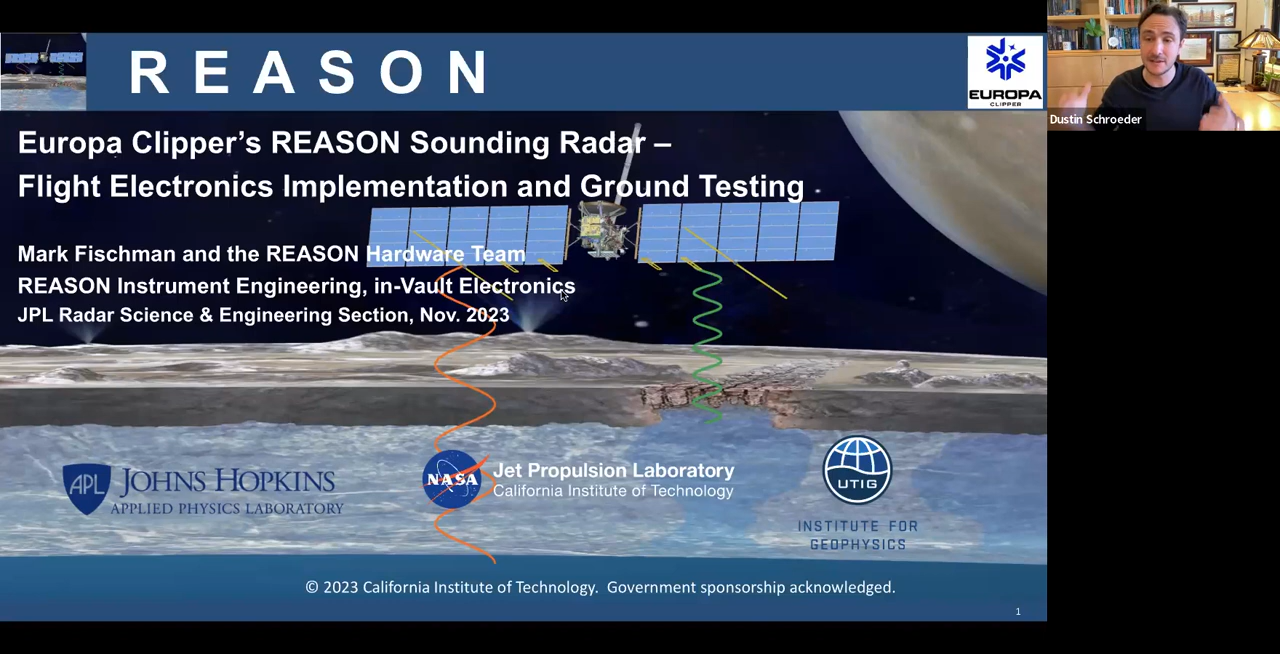 R E A S O N
EUROPA
CLIPPER
Dustin Schroeder
Europa Clipper’s REASON Sounding Radar –
Flight Electronics Implementation and Ground Testing
Mark Fischman and the REASON Hardware Team
REASON Instrument Engineering, in-Vault Electronics
JPL Radar Science & Engineering Section, Nov. 2023
APL
JOHNS HOPKINS
APPLIED PHYSICS LABORATORY
NASA
Jet Propulsion Laboratory
California Institute of Technology
UTIG
INSTITUTE FOR
GEOPHYSICS
© 2023 California Institute of Technology. Government sponsorship acknowledged.
1